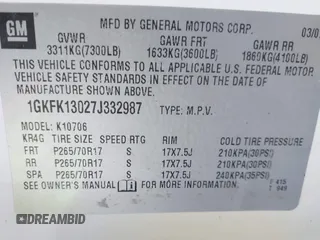 GM
MFD BY GENERAL MOTORS CORP. 03/0
GVWR GAWR FRT GAWR RR
3311KG(7300LB) 1633KG(3600LB) 1860KG(4100LB)
THIS VEHICLE CONFORMS TO ALL APPLICABLE U.S. FEDERAL MOTOR
VEHICLE SAFETY STANDARDS IN EFFECT ON THE DATE OF
MANUFACTURE SHOWN ABOVE.
1GKFK13027J332987 TYPE: M.P.V.
MODEL: K10706
KR4G TIRE SIZE SPEED RTG RIM COLD TIRE PRESSURE
FRT P265/70R17 S 17X7.5J 210KPA(30PSI)
RR P265/70R17 S 17X7.5J 210KPA(30PSI)
SPA P265/70R17 S 17X7.5J 240KPA(35PSI)
SEE OWNER'S MANUAL FOR MORE INFORMATION
AUTOHELPERBOT.COM